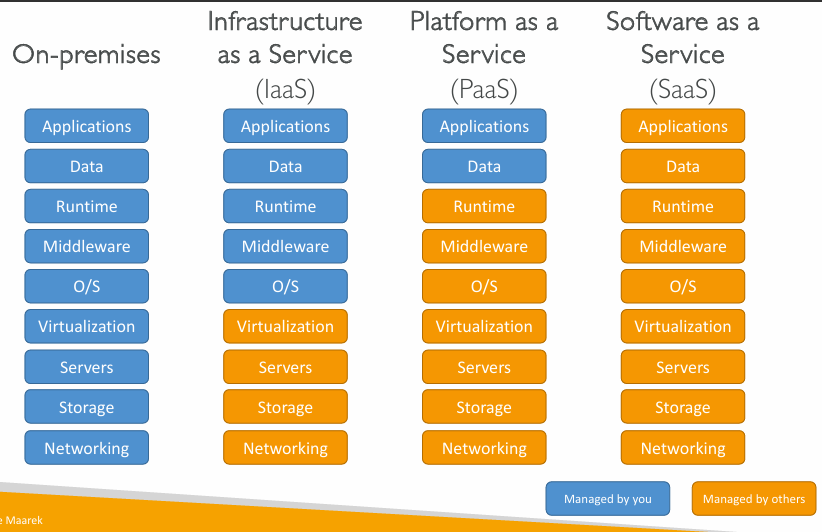 On-premises
Infrastructure
as a Service
(IaaS)
Platform as a
Service
(PaaS)
Software as a
Service
(SaaS)
Applications
Data
Runtime
Middleware
O/S
Virtualization
Servers
Storage
Networking
Applications
Data
Runtime
Middleware
O/S
Virtualization
Servers
Storage
Networking
Applications
Data
Runtime
Middleware
O/S
Virtualization
Servers
Storage
Networking
Applications
Data
Runtime
Middleware
O/S
Virtualization
Servers
Storage
Networking
Managed by you
Managed by others
e Maarek